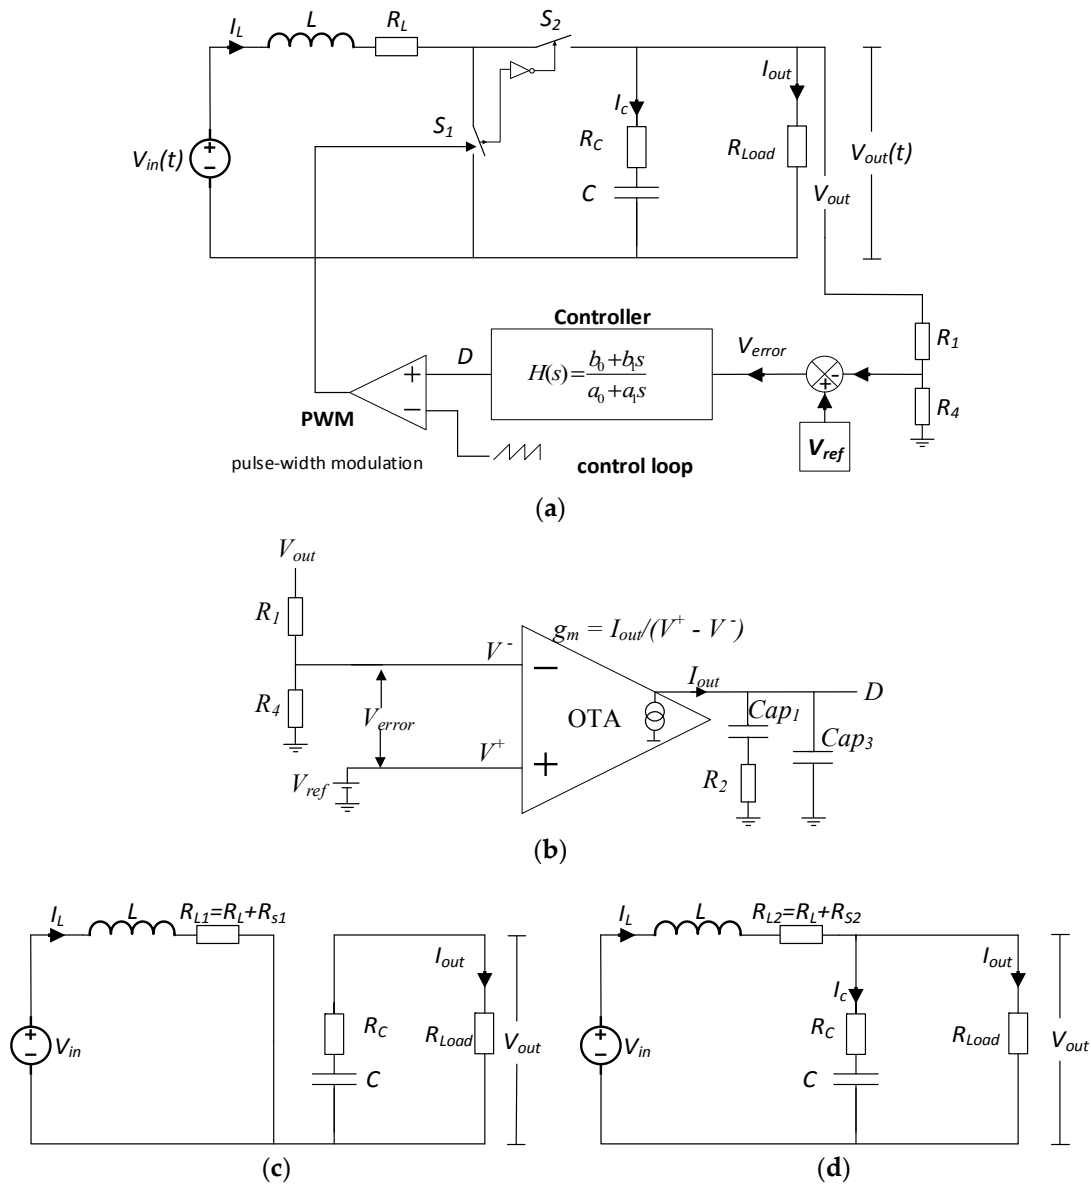 I_L L R_L S_2
I_out
S_1 I_c
V_in(t) R_C R_Load V_out(t)
C V_out
Controller
D H(s)= b_0+b_1s / a_0+a_1s V_error R_1
R_4
PWM V_ref
pulse-width modulation control loop
(a)
V_out
g_m = I_out/(V^+ - V^-)
R_1 V^-
I_out D
R_4 V_error OTA Cap_1 Cap_3
V^+ R_2
V_ref
(b)
I_L L R_L1=R_L+R_s1
I_out
R_C R_Load
V_in V_out
C
(c)
I_L L R_L2=R_L+R_S2
I_out
I_c
R_C R_Load
V_in V_out
C
(d)